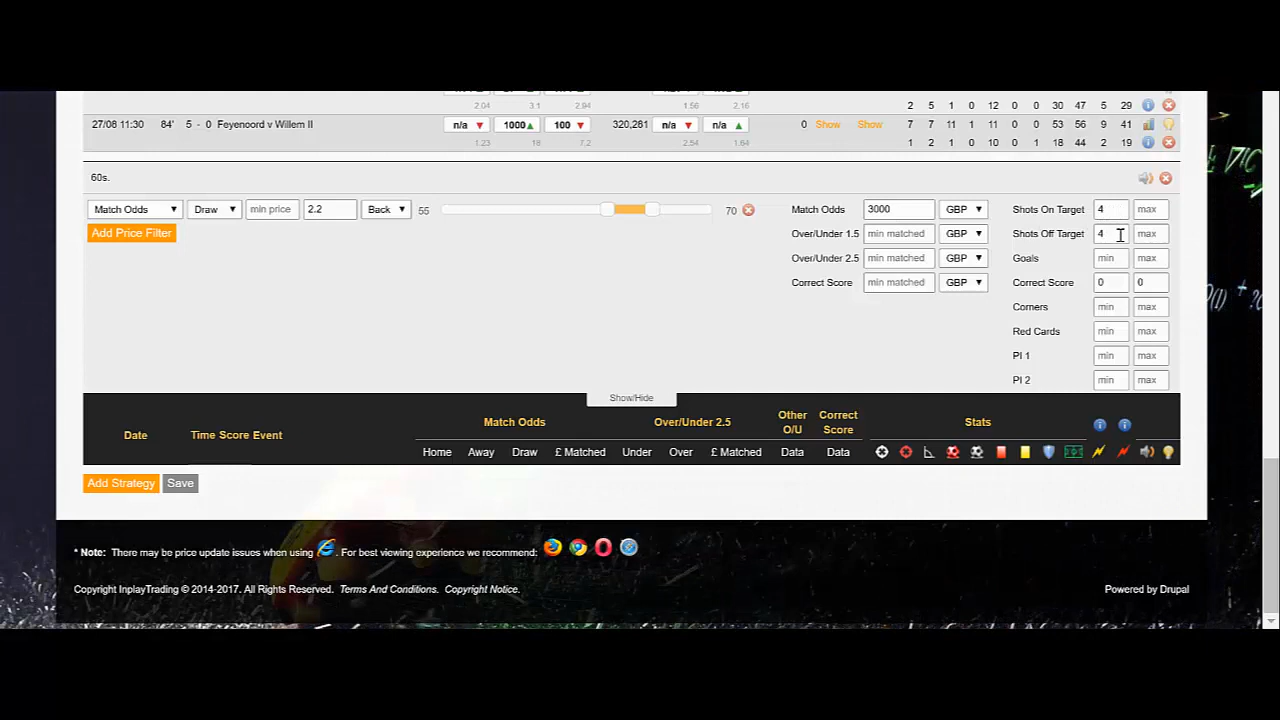 2.04 3.1 2.94 1.56 2.16 2 5 1 0 12 0 0 30 47 5 29
27/08 11:30 84' 5 - 0 Feyenoord v Willem II n/a 1000 100 320,281 n/a n/a 0 Show Show 7 7 11 1 11 0 0 53 56 9 41
1.23 18 7.2 2.54 1.64 1 2 1 0 10 0 1 18 44 2 19
60s.
Match Odds Draw min price 2.2 Back 55 70 Match Odds 3000 GBP Shots On Target 4 max
Add Price Filter Over/Under 1.5 min matched GBP Shots Off Target 4 max
Over/Under 2.5 min matched GBP Goals min max
Correct Score min matched GBP Correct Score 0 0
Corners min max
Red Cards min max
PI 1 min max
PI 2 min max
Show/Hide
Date Time Score Event Match Odds Over/Under 2.5 Other O/U Correct Score Stats
Home Away Draw £ Matched Under Over £ Matched Data Data
Add Strategy Save
* Note: There may be price update issues when using . For best viewing experience we recommend:
Copyright InplayTrading © 2014-2017. All Rights Reserved. Terms And Conditions. Copyright Notice. Powered by Drupal